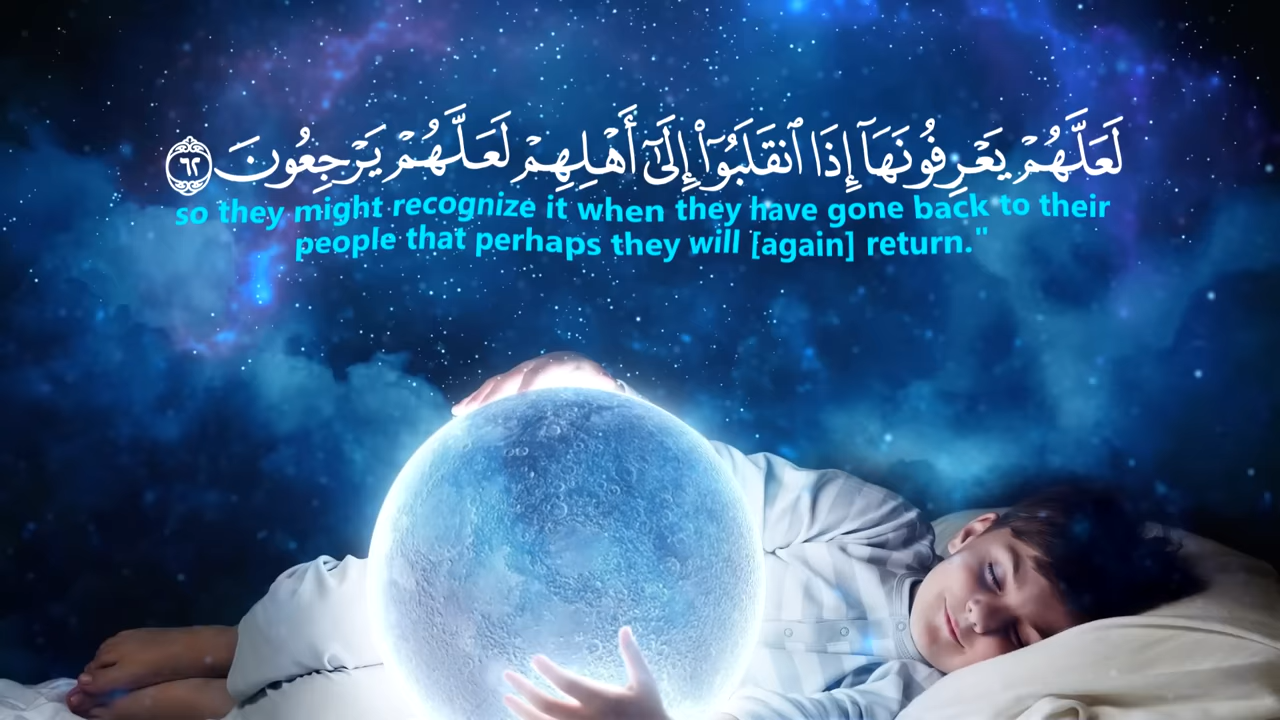 لَعَلَّهُمْ يَعْرِفُونَهَآ إِذَا ٱنقَلَبُوٓا۟ إِلَىٰٓ أَهْلِهِمْ لَعَلَّهُمْ يَرْجِعُونَ ٦٢
so they might recognize it when they have gone back to their
people that perhaps they will [again] return."